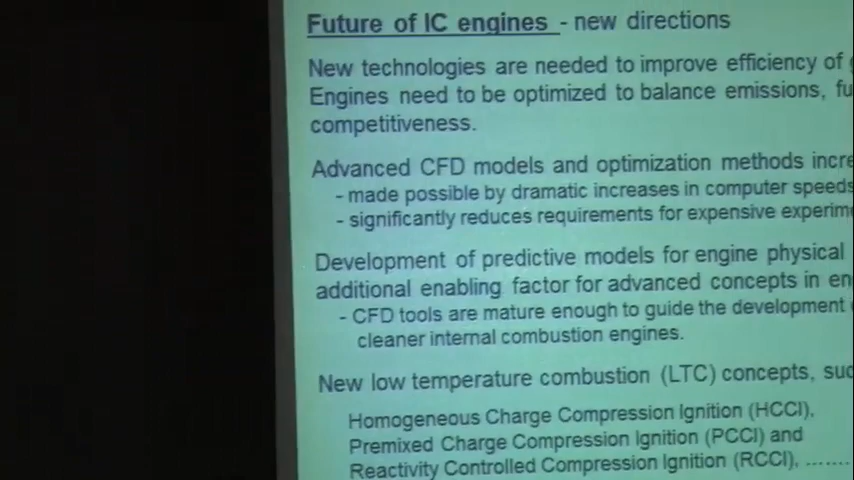 Future of IC engines - new directions
New technologies are needed to improve efficiency of
Engines need to be optimized to balance emissions,
competitiveness.
Advanced CFD models and optimization methods
- made possible by dramatic increases in computer speeds
- significantly reduces requirements for expensive
Development of predictive models for engine physical
additional enabling factor for advanced concepts in
- CFD tools are mature enough to guide the development
cleaner internal combustion engines.
New low temperature combustion (LTC) concepts,
Homogeneous Charge Compression Ignition (HCCI),
Premixed Charge Compression Ignition (PCCI) and
Reactivity Controlled Compression Ignition (RCCI), .......